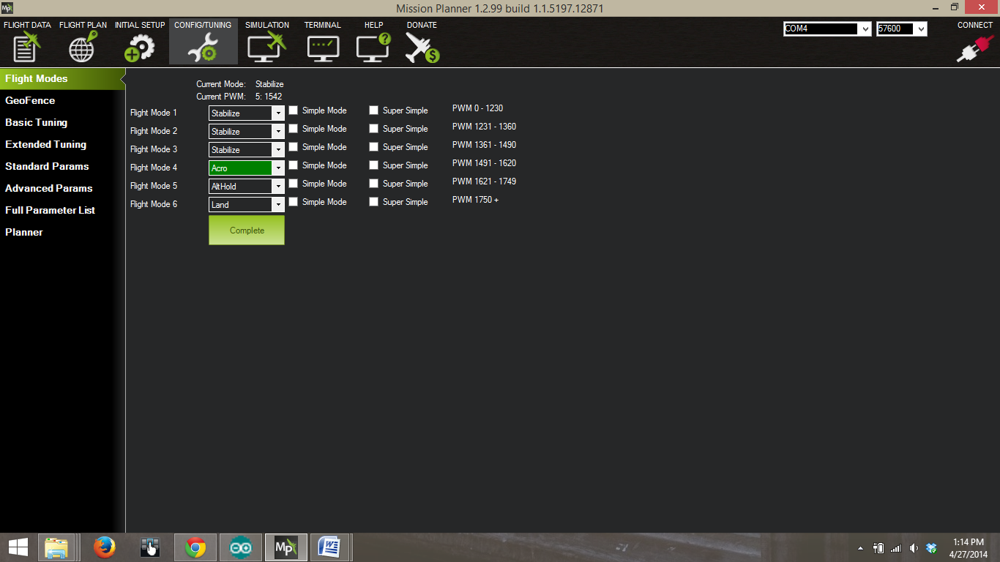 Mission Planner 1.2.99 build 1.1.5197.12871
FLIGHT DATA FLIGHT PLAN INITIAL SETUP CONFIG/TUNING SIMULATION TERMINAL HELP DONATE COM4 57600 CONNECT
Flight Modes
GeoFence
Basic Tuning
Extended Tuning
Standard Params
Advanced Params
Full Parameter List
Planner
Current Mode: Stabilize
Current PWM: 5: 1542
Flight Mode 1 Stabilize Simple Mode Super Simple PWM 0 - 1230
Flight Mode 2 Stabilize Simple Mode Super Simple PWM 1231 - 1360
Flight Mode 3 Stabilize Simple Mode Super Simple PWM 1361 - 1490
Flight Mode 4 Acro Simple Mode Super Simple PWM 1491 - 1620
Flight Mode 5 AltHold Simple Mode Super Simple PWM 1621 - 1749
Flight Mode 6 Land Simple Mode Super Simple PWM 1750 +
Complete
1:14 PM
4/27/2014